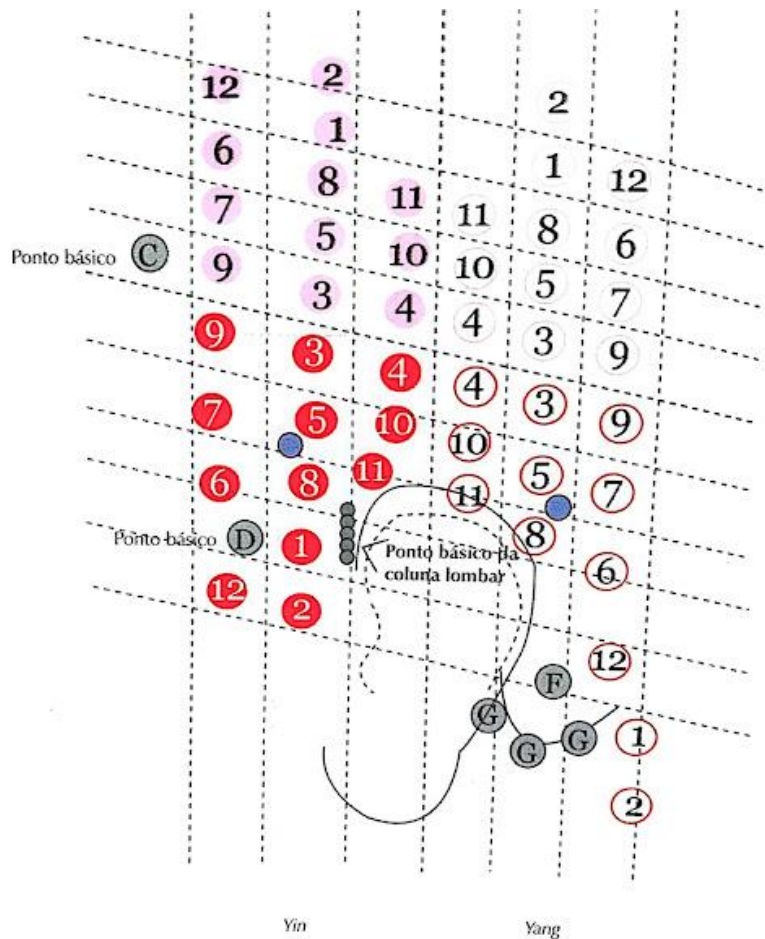 12 2 2
6 1 1 12
7 8 11 11 8 6
Ponto básico C 9 5 10 10 5 7
3 4 4 3 9
9 3 4 4 3 9
7 5 10 10 5 7
6 8 11 11 8 6
Ponto básico D 1 Ponto básico da
coluna lombar
12 2 12
F
G G G 1
2
Yin Yang